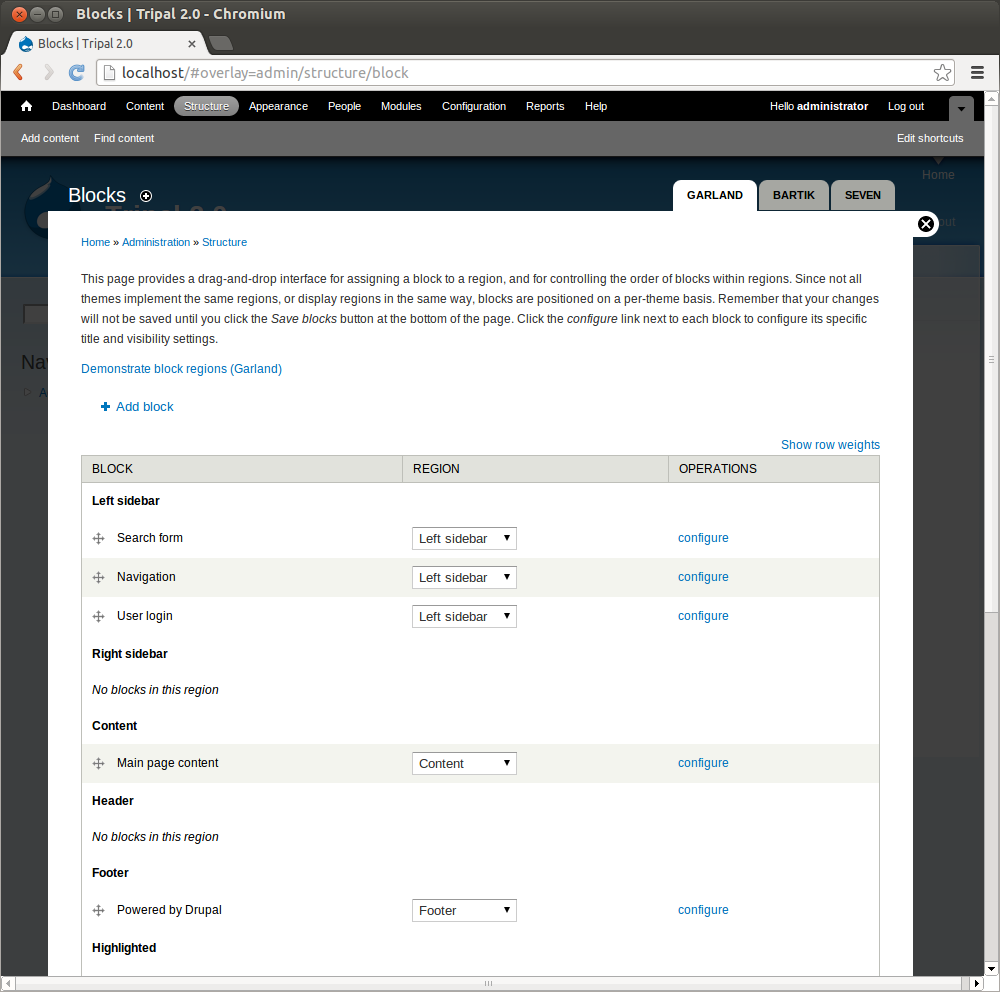 Blocks | Tripal 2.0 - Chromium
Blocks | Tripal 2.0
localhost/#overlay=admin/structure/block
Dashboard Content Structure Appearance People Modules Configuration Reports Help Hello administrator Log out
Add content Find content Edit shortcuts
Home
Blocks
GARLAND BARTIK SEVEN
Home » Administration » Structure
This page provides a drag-and-drop interface for assigning a block to a region, and for controlling the order of blocks within regions. Since not all
themes implement the same regions, or display regions in the same way, blocks are positioned on a per-theme basis. Remember that your changes
will not be saved until you click the Save blocks button at the bottom of the page. Click the configure link next to each block to configure its specific
title and visibility settings.
Demonstrate block regions (Garland)
Add block
Show row weights
BLOCK REGION OPERATIONS
Left sidebar
Search form Left sidebar configure
Navigation Left sidebar configure
User login Left sidebar configure
Right sidebar
No blocks in this region
Content
Main page content Content configure
Header
No blocks in this region
Footer
Powered by Drupal Footer configure
Highlighted